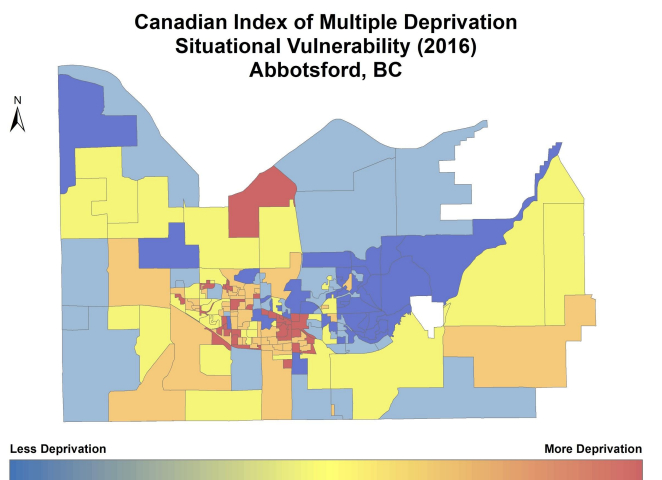 Canadian Index of Multiple Deprivation
Situational Vulnerability (2016)
Abbotsford, BC
N
Less Deprivation
More Deprivation